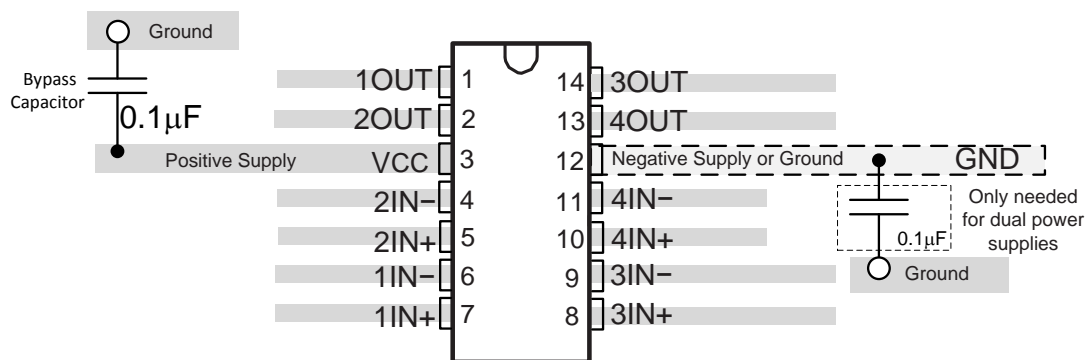 Ground
Bypass
Capacitor
0.1μF
Positive Supply
1OUT 1
2OUT 2
VCC 3
2IN− 4
2IN+ 5
1IN− 6
1IN+ 7
14 3OUT
13 4OUT
12 Negative Supply or Ground GND
11 4IN−
10 4IN+
9 3IN−
8 3IN+
Only needed
for dual power
supplies
0.1μF
Ground